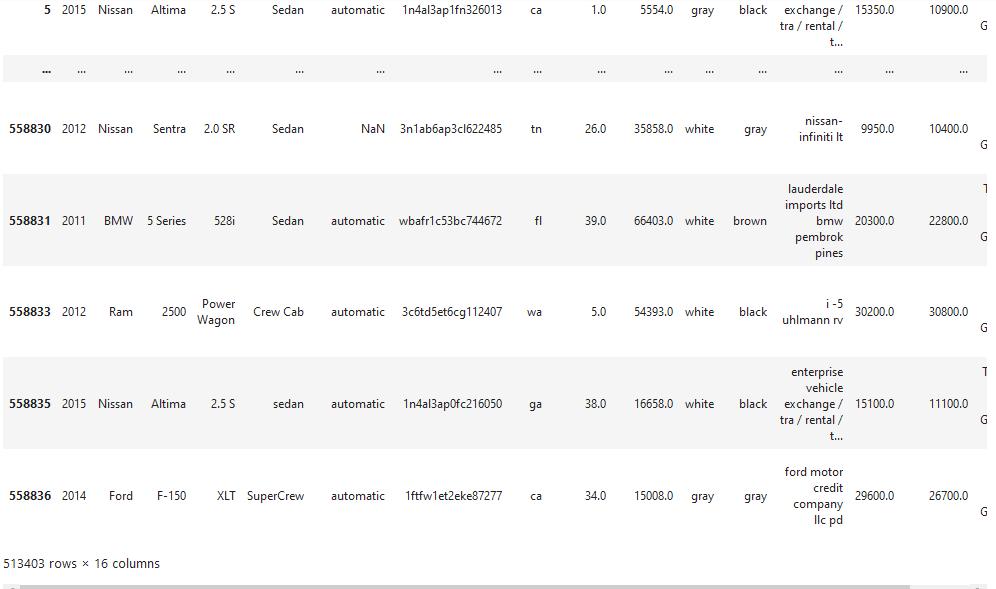 exchange /
5 2015 Nissan Altima 2.5 S Sedan automatic 1n4al3ap1fn326013 ca 1.0 5554.0 gray black tra / rental / 15350.0 10900.0 G
t...
... ... ... ... ... ... ... ... ... ... ... ... ... ... ... ...
558830 2012 Nissan Sentra 2.0 SR Sedan NaN 3n1ab6ap3cl622485 tn 26.0 35858.0 white gray nissan- 9950.0 10400.0
infiniti lt G
lauderdale T
imports ltd
558831 2011 BMW 5 Series 528i Sedan automatic wbafr1c53bc744672 fl 39.0 66403.0 white brown bmw 20300.0 22800.0
pembrok G
pines
558833 2012 Ram 2500 Power Wagon Crew Cab automatic 3c6td5et6cg112407 wa 5.0 54393.0 white black i -5 30200.0 30800.0
uhlmann rv G
enterprise T
vehicle
558835 2015 Nissan Altima 2.5 S sedan automatic 1n4al3ap0fc216050 ga 38.0 16658.0 white black exchange / 15100.0 11100.0
tra / rental / G
t...
ford motor
credit
558836 2014 Ford F-150 XLT SuperCrew automatic 1ftfw1et2eke87277 ca 34.0 15008.0 gray gray company 29600.0 26700.0
llc pd G
513403 rows × 16 columns